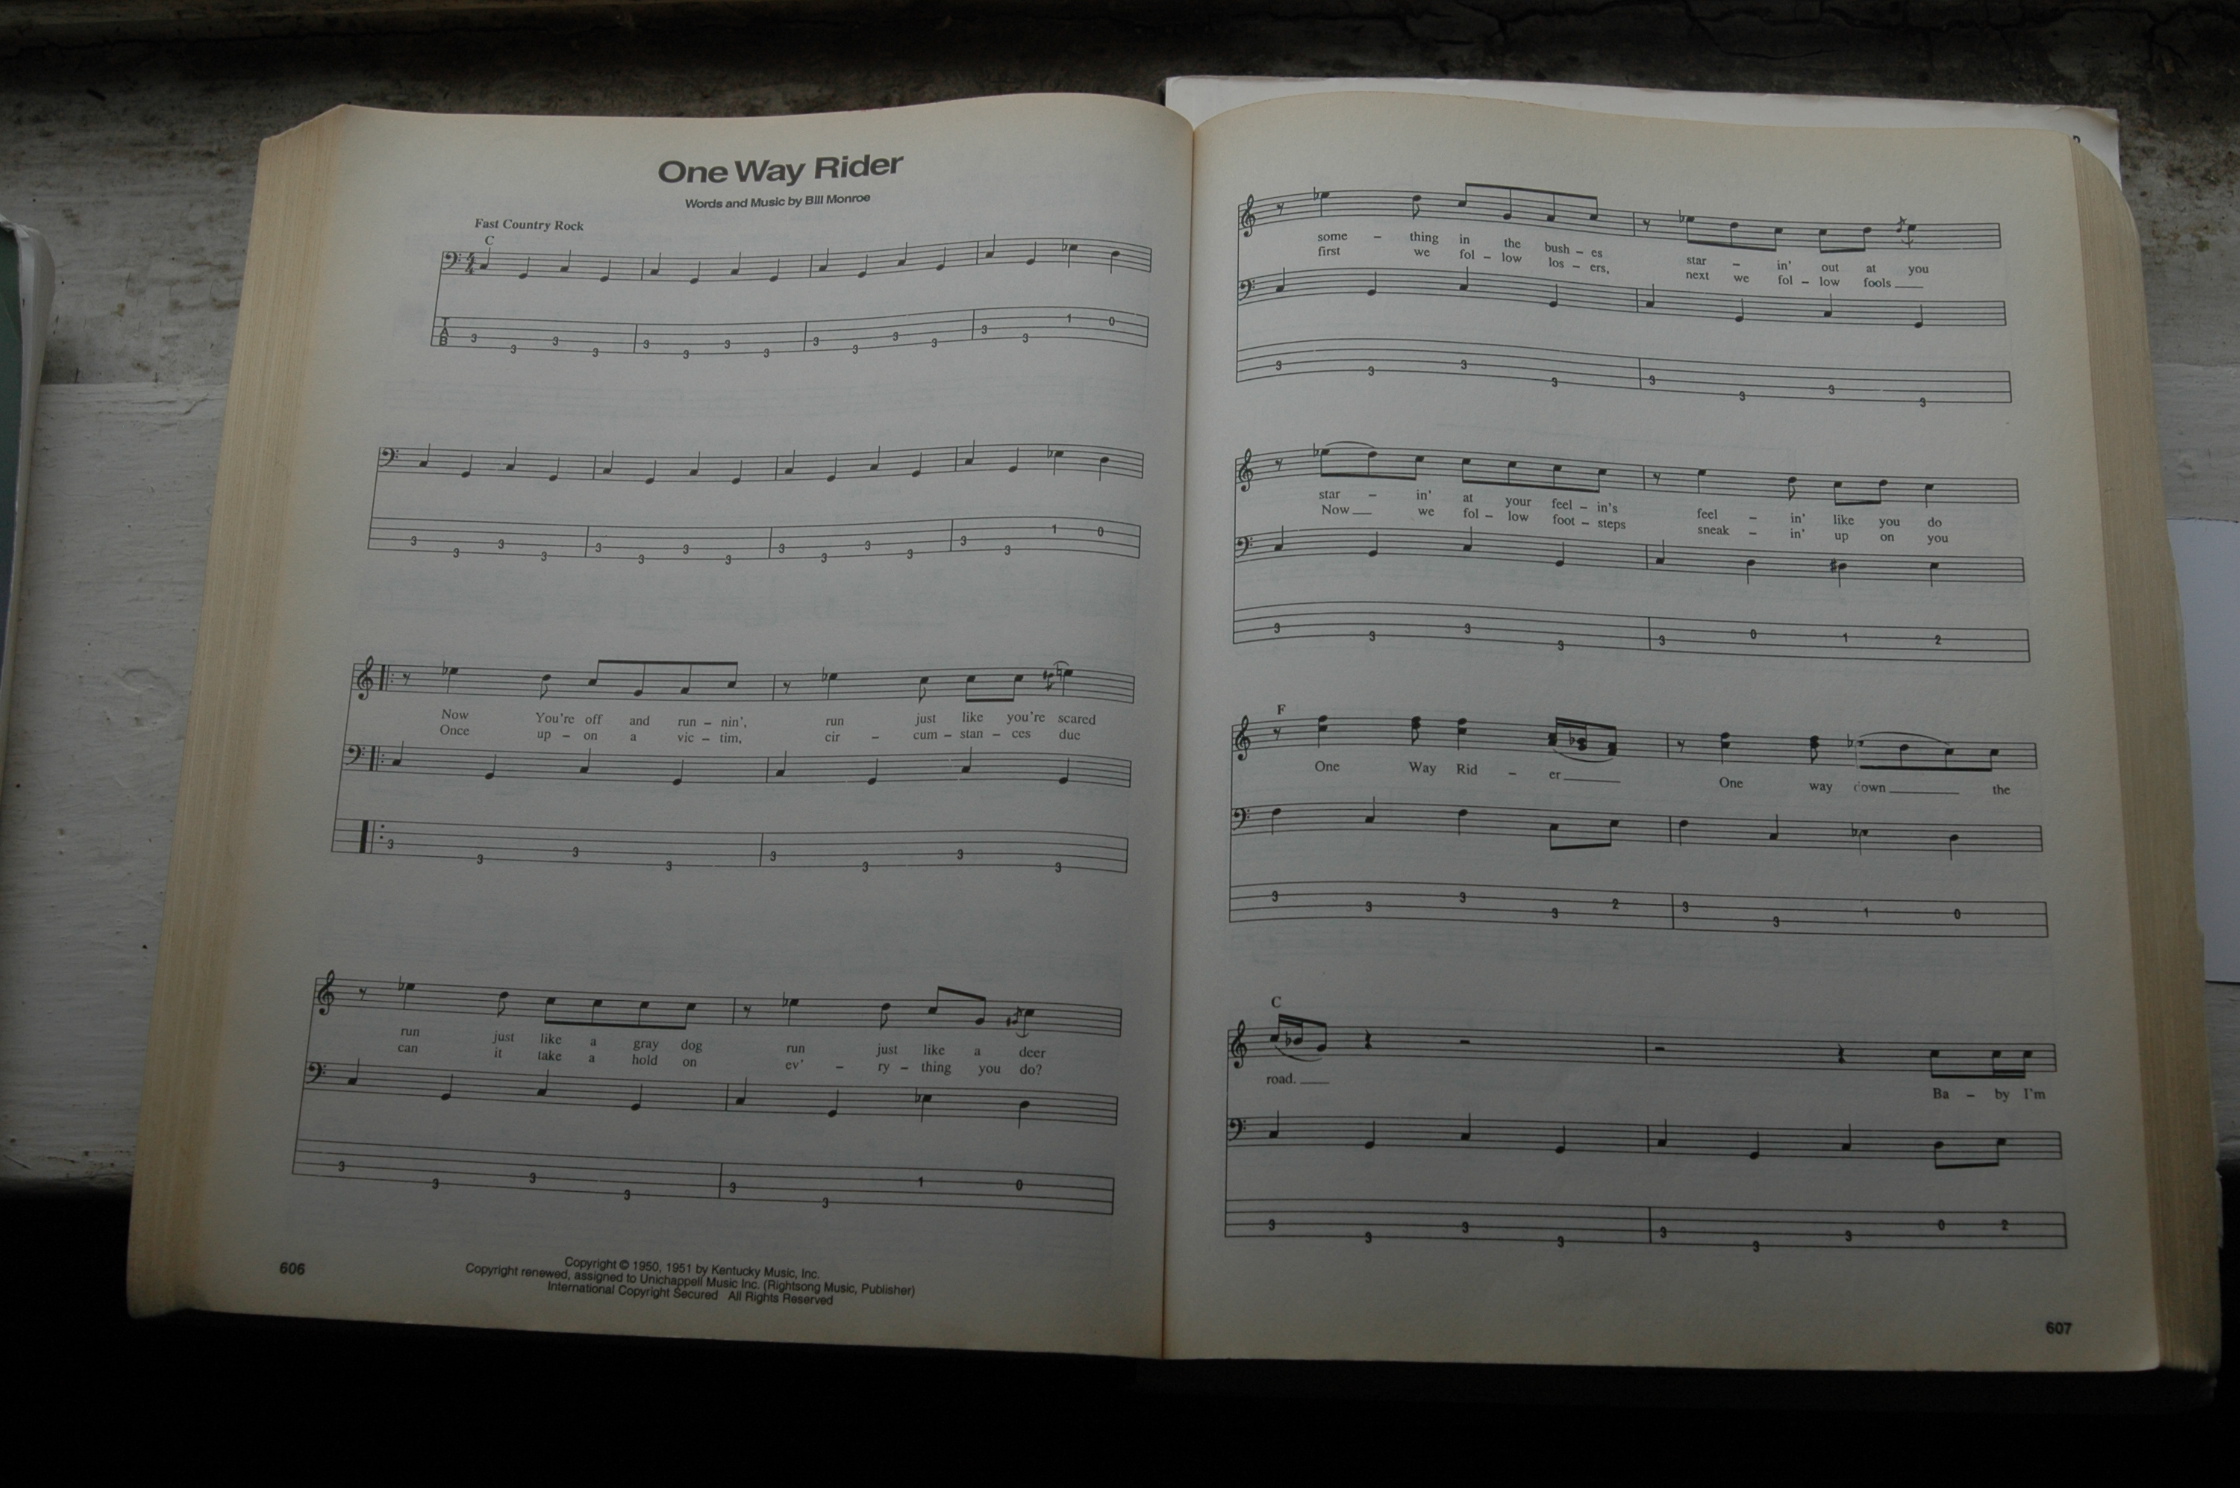 One Way Rider
Words and Music by Bill Monroe
Fast Country Rock
C
4
4
T
A
B
3 3 3 3 3 3 3 3 3 3 3 3 3 3 1 0
3 3 3 3 3 3 3 3 3 3 3 3 3 3 1 0
Now You're off and run – nin', run just like you're scared
Once up – on a vic – tim, cir – cum – stan – ces due
3 3 3 3 3 3 3 3
run just like a gray dog run just like a deer
can it take a hold on ev' – ry – thing you do?
3 3 3 3 3 3 1 0
606
Copyright © 1950, 1951 by Kentucky Music, Inc.
Copyright renewed, assigned to Unichappell Music Inc. (Rightsong Music, Publisher)
International Copyright Secured All Rights Reserved
some – thing in the bush – es star – in' out at you
first we fol – low los – ers, next we fol – low fools
3 3 3 3 3 3 3 3
star – in' at your feel – in's feel – in' like you do
Now we fol – low foot – steps sneak – in' up on you
3 3 3 3 3 0 1 2
F
One Way Rid – er One way down the
3 3 3 3 2 3 3 1 0
C
road. Ba – by I'm
3 3 3 3 3 3 3 0 2
607